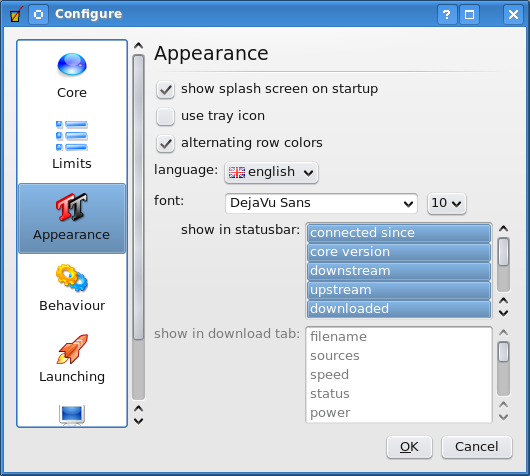 Configure
Core
Limits
Appearance
Behaviour
Launching
Appearance
show splash screen on startup
use tray icon
alternating row colors
language: english
font: DejaVu Sans 10
show in statusbar: connected since
core version
downstream
upstream
downloaded
show in download tab: filename
sources
speed
status
power
OK Cancel